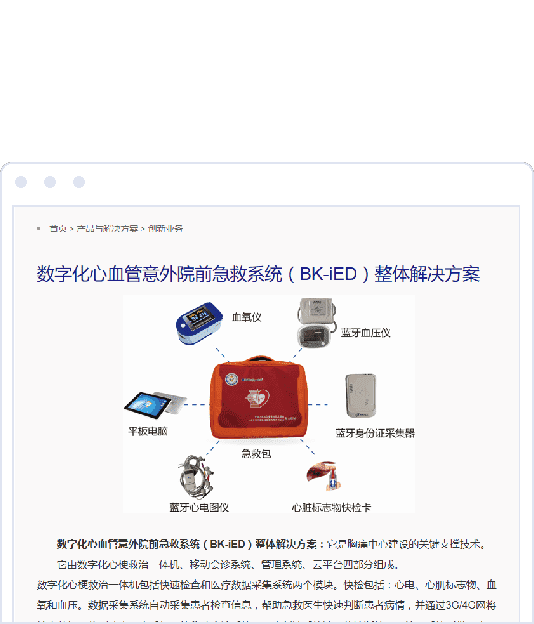 首页 > 产品与解决方案 > 创新业务
数字化心血管意外院前急救系统（BK-iED）整体解决方案
血氧仪
蓝牙血压仪
平板电脑
急救包
蓝牙身份证采集器
蓝牙心电图仪
心脏标志物快检卡
数字化心血管意外院前急救系统（BK-iED）整体解决方案：它是胸痛中心建设的关键支撑技术。
它由数字化心梗救治一体机、移动会诊系统、管理系统、云平台四部分组成。
数字化心梗救治一体机包括快速检查和医疗数据采集系统两个模块。快检包括：心电、心肌标志物、血
氧和血压。数据采集系统自动采集患者检查信息，帮助急救医生快速判断患者病情，并通过3G/4G网将